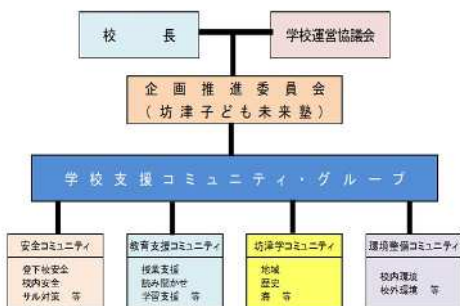 校長
学校運営協議会
企画推進委員会
(坊津子ども未来塾)
学校支援コミュニティ・グループ
安全コミュニティ
登下校安全
校内安全
サル対策 等
教育支援コミュニティ
授業支援
読み聞かせ
学習支援 等
坊津学コミュニティ
地域
歴史
海 等
環境整備コミュニティ
校内環境
校外環境 等